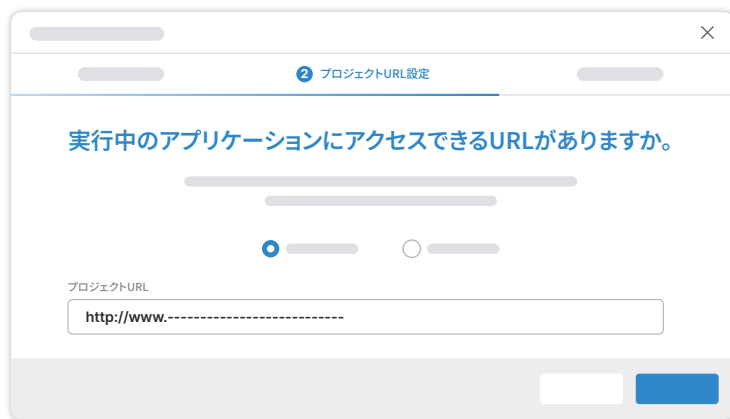 2 プロジェクトURL設定
実行中のアプリケーションにアクセスできるURLがありますか。
プロジェクトURL
http://www.---------------------------